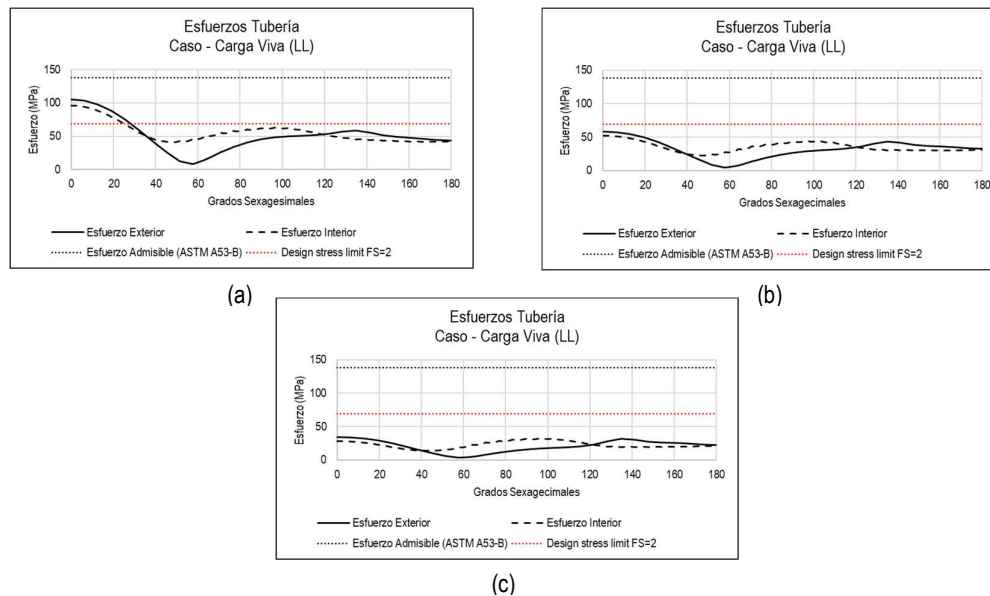 Esfuerzos Tubería
Caso - Carga Viva (LL)
150
100
50
0
Esfuerzo (MPa)
0 20 40 60 80 100 120 140 160 180
Grados Sexagesimales
Esfuerzo Exterior
Esfuerzo Interior
Esfuerzo Admisible (ASTM A53-B)
Design stress limit FS=2
(a)
Esfuerzos Tubería
Caso - Carga Viva (LL)
150
100
50
0
Esfuerzo (MPa)
0 20 40 60 80 100 120 140 160 180
Grados Sexagecimales
Esfuerzo Exterior
Esfuerzo Interior
Esfuerzo Admisible (ASTM A53-B)
Design stress limit FS=2
(b)
Esfuerzos Tubería
Caso - Carga Viva (LL)
150
100
50
0
Esfuerzo (MPa)
0 20 40 60 80 100 120 140 160 180
Grados Sexagecimales
Esfuerzo Exterior
Esfuerzo Interior
Esfuerzo Admisible (ASTM A53-B)
Design stress limit FS=2
(c)